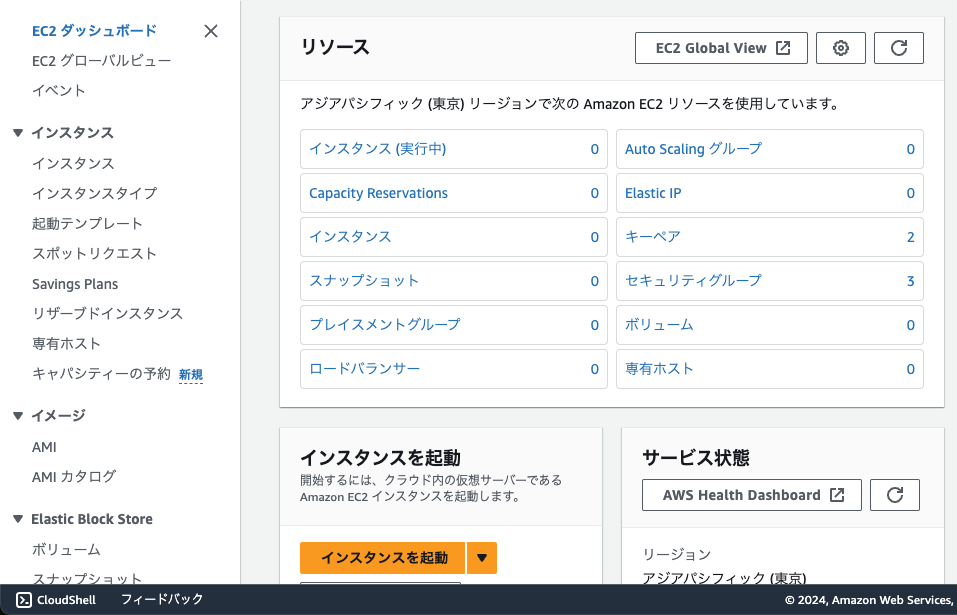 EC2 ダッシュボード
EC2 グローバルビュー
イベント
インスタンス
インスタンス
インスタンスタイプ
起動テンプレート
スポットリクエスト
Savings Plans
リザーブドインスタンス
専有ホスト
キャパシティーの予約 新規
イメージ
AMI
AMI カタログ
Elastic Block Store
ボリューム
スナップショット
リソース
EC2 Global View
アジアパシフィック (東京) リージョンで次の Amazon EC2 リソースを使用しています。
インスタンス (実行中) 0
Auto Scaling グループ 0
Capacity Reservations 0
Elastic IP 0
インスタンス 0
キーペア 2
スナップショット 0
セキュリティグループ 3
プレイスメントグループ 0
ボリューム 0
ロードバランサー 0
専有ホスト 0
インスタンスを起動
開始するには、クラウド内の仮想サーバーである
Amazon EC2 インスタンスを起動します。
インスタンスを起動
サービス状態
AWS Health Dashboard
リージョン
アジアパシフィック (東京)
CloudShell フィードバック
© 2024, Amazon Web Services,